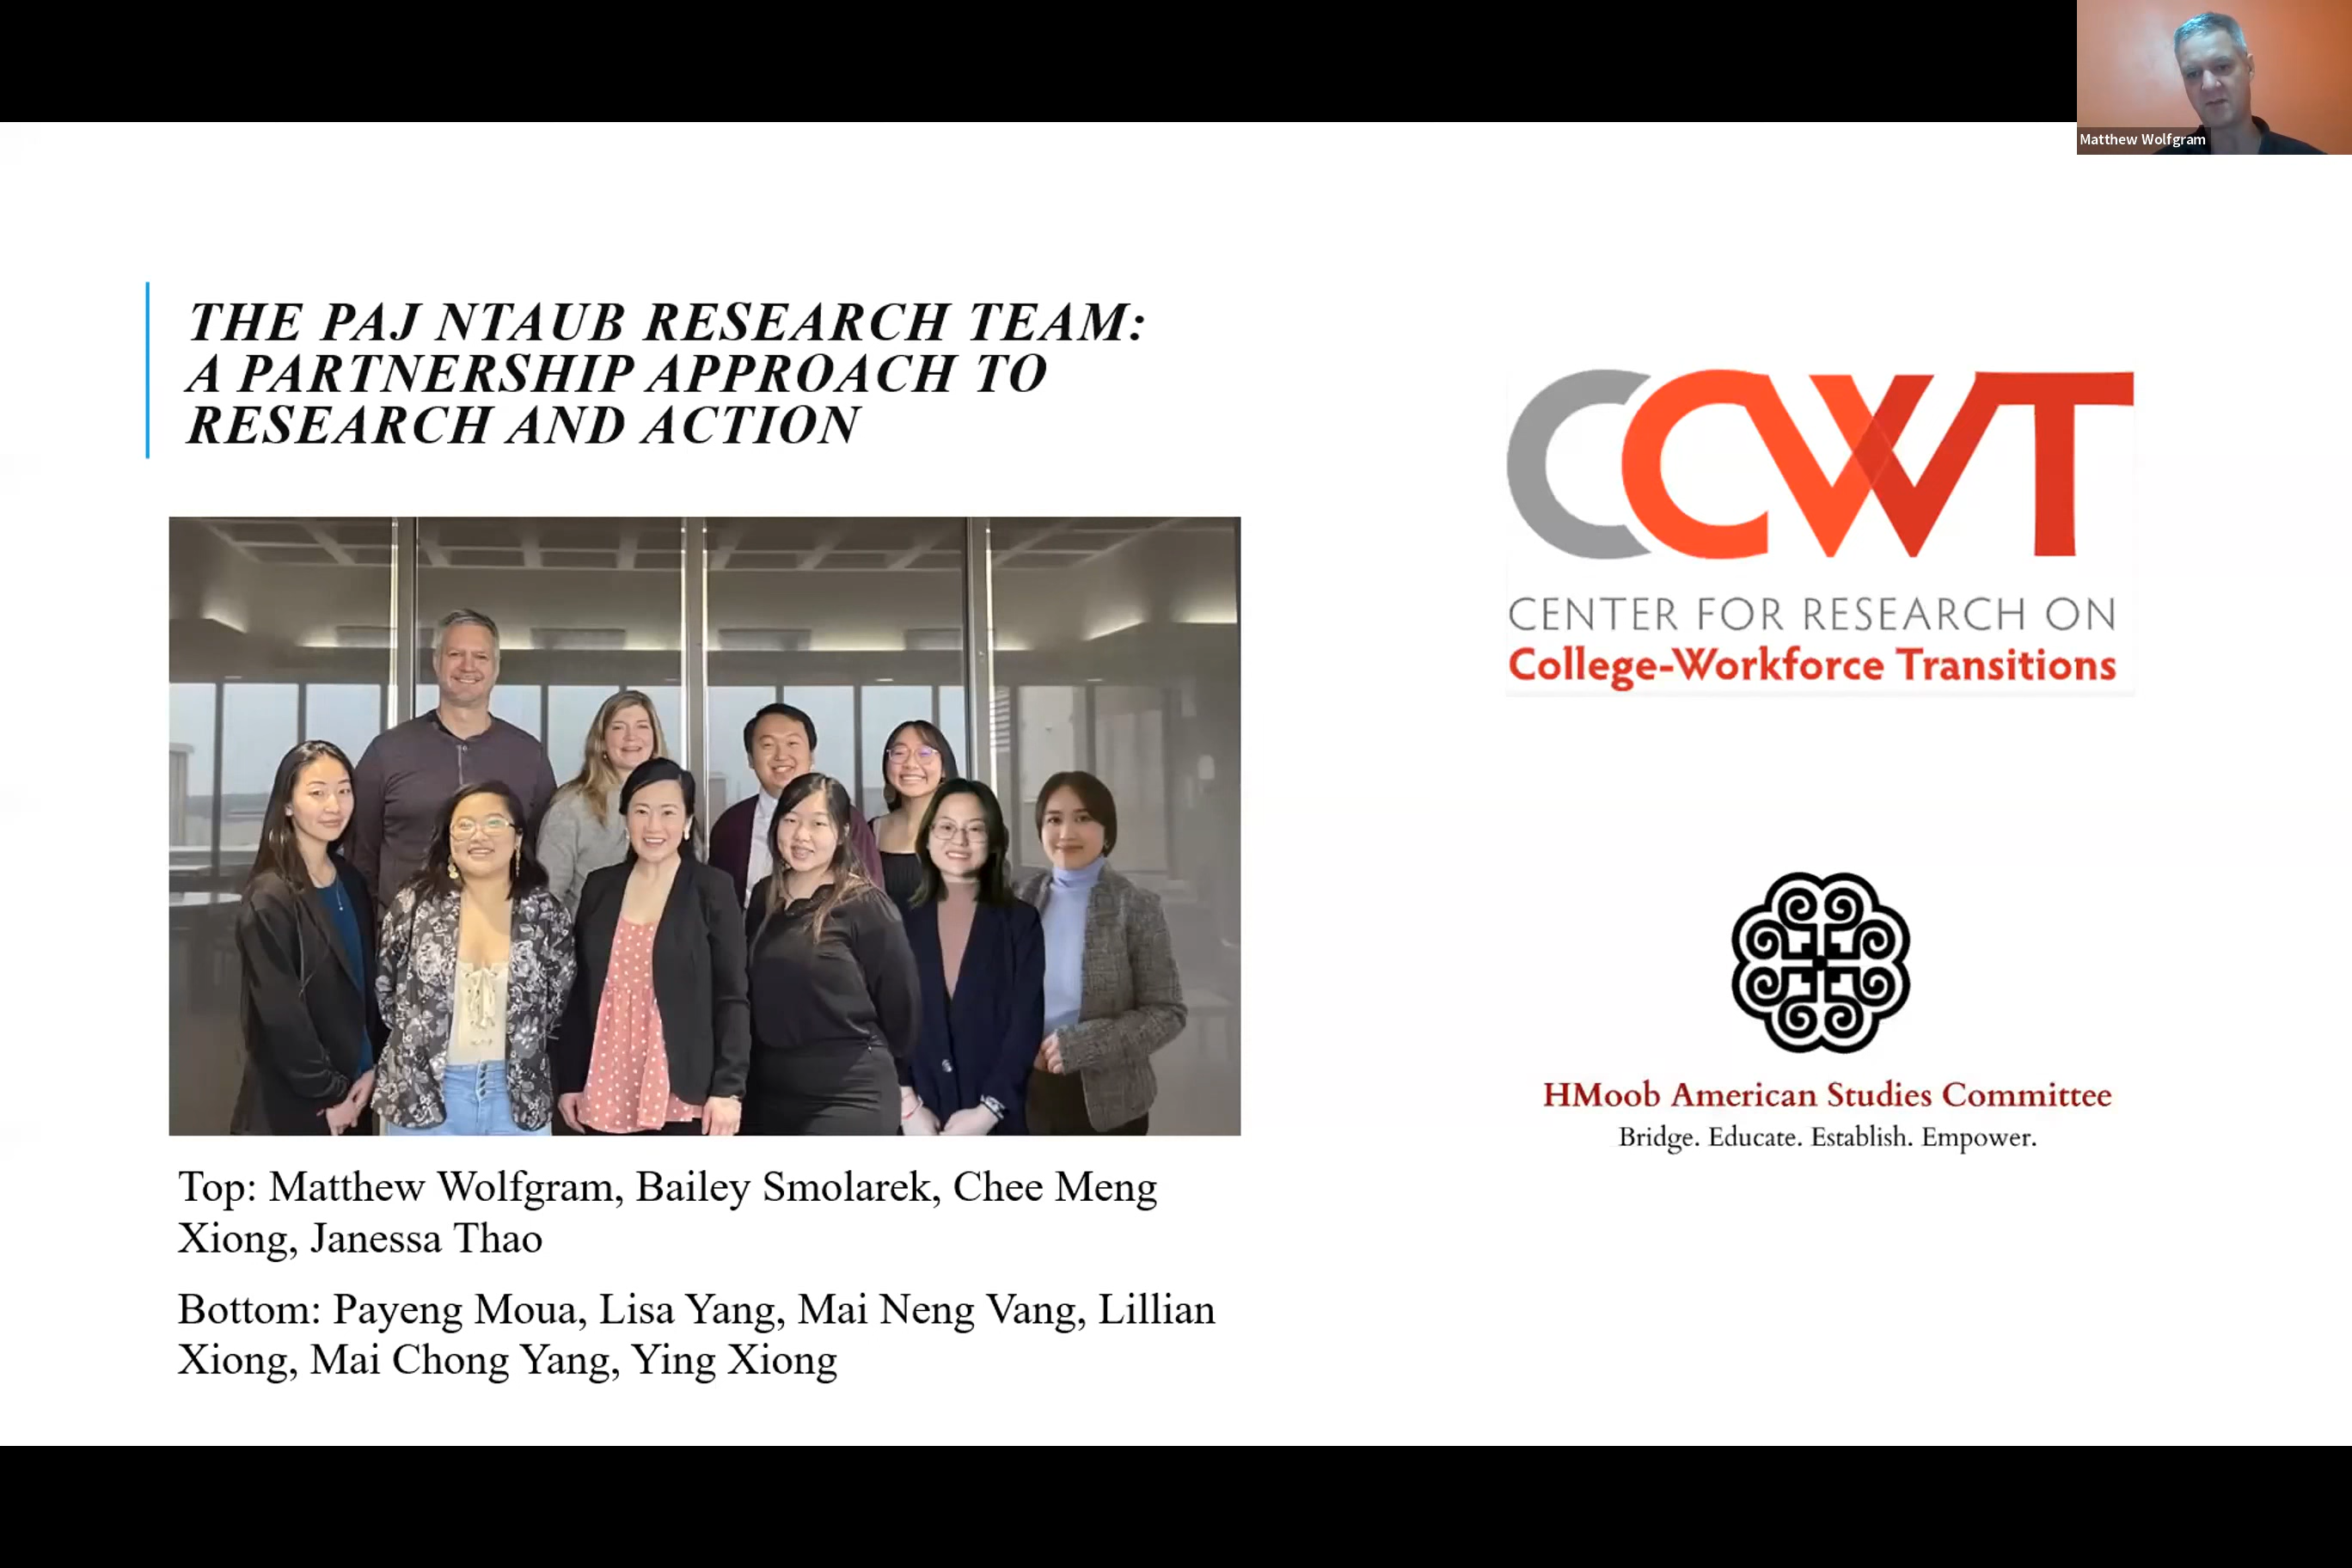 Matthew Wolfgram
THE PAJ NTAUB RESEARCH TEAM:
A PARTNERSHIP APPROACH TO
RESEARCH AND ACTION
CCWT
CENTER FOR RESEARCH ON
College-Workforce Transitions
HMoob American Studies Committee
Bridge. Educate. Establish. Empower.
Top: Matthew Wolfgram, Bailey Smolarek, Chee Meng
Xiong, Janessa Thao
Bottom: Payeng Moua, Lisa Yang, Mai Neng Vang, Lillian
Xiong, Mai Chong Yang, Ying Xiong